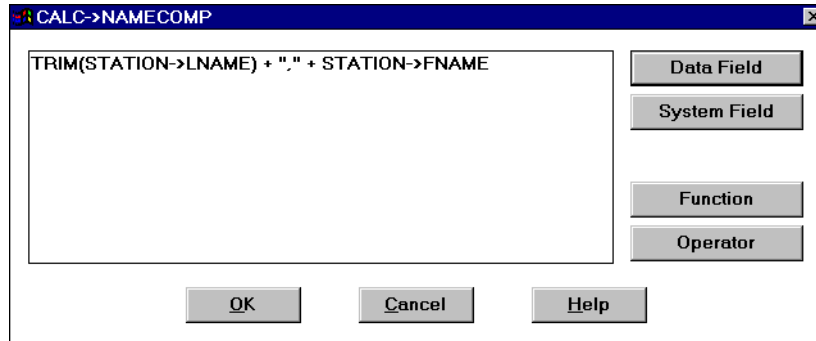 CALC->NAMECOMP
TRIM(STATION->LNAME) + "," + STATION->FNAME
Data Field
System Field
Function
Operator
OK
Cancel
Help